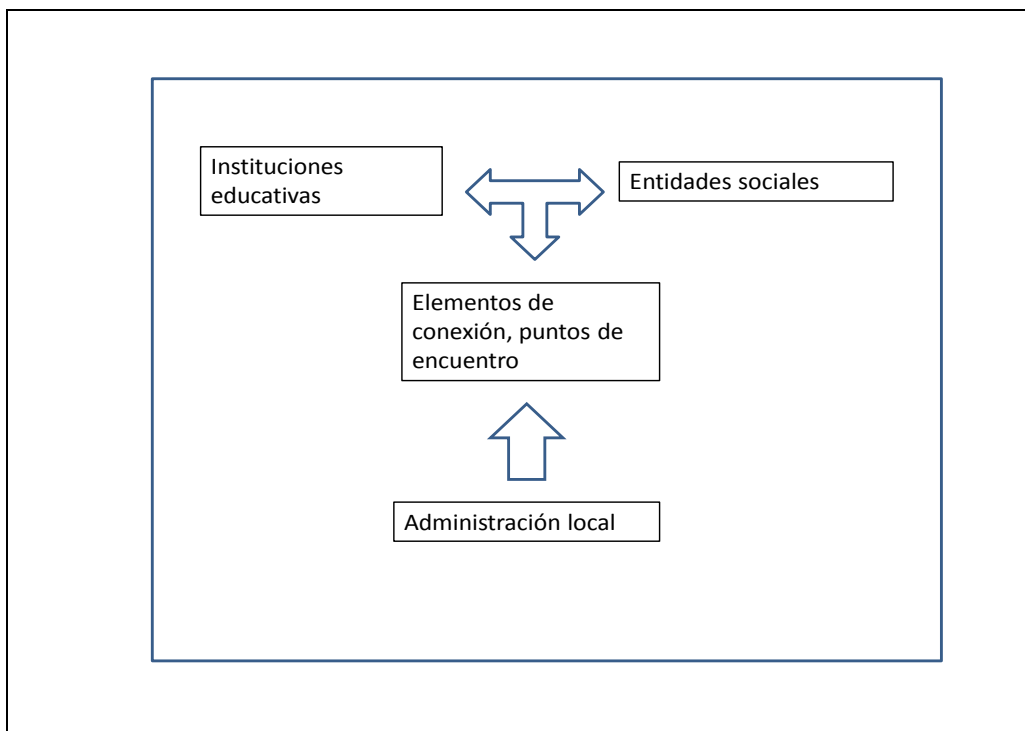 Instituciones
educativas
Entidades sociales
Elementos de
conexión, puntos de
encuentro
Administración local